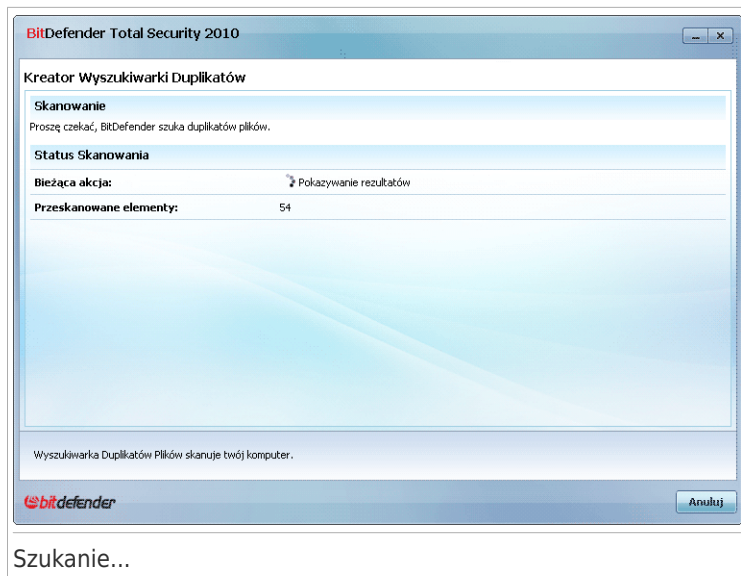 BitDefender Total Security 2010
Kreator Wyszukiwarki Duplikatów
Skanowanie
Proszę czekać, BitDefender szuka duplikatów plików.
Status Skanowania
Bieżąca akcja: Pokazywanie rezultatów
Przeskanowane elementy: 54
Wyszukiwarka Duplikatów Plików skanuje twój komputer.
bitdefender
Anuluj
Szukanie...